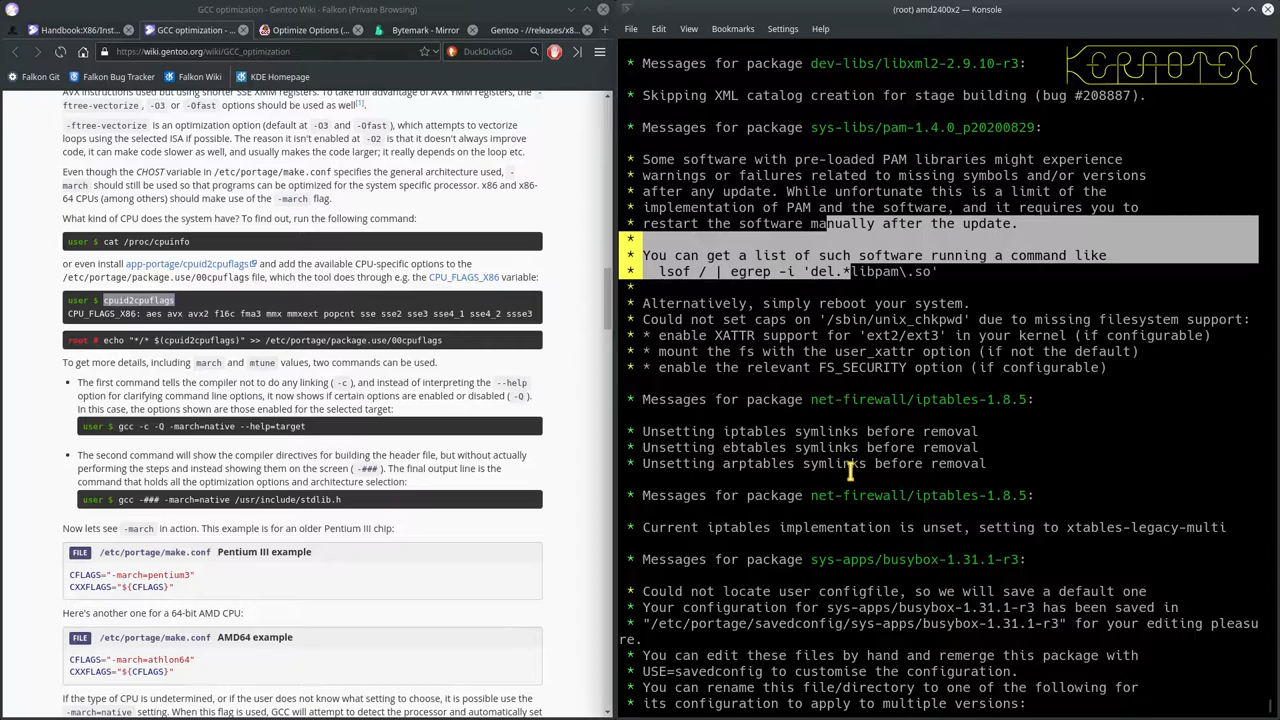 GCC optimization - Gentoo Wiki - Falkon (Private Browsing)
Handbook:X86/Inst...
GCC optimization - ...
Optimize Options (...
Bytemark - Mirror
Gentoo - //releases/x8...
https://wiki.gentoo.org/wiki/GCC_optimization
DuckDuckGo
Falkon Git
Falkon Bug Tracker
Falkon Wiki
KDE Homepage
AVX instructions used but using shorter SSE XMM registers. To take full advantage of AVX YMM registers, the -
ftree-vectorize, -O3 or -Ofast options should be used as well[1].
-ftree-vectorize is an optimization option (default at -O3 and -Ofast), which attempts to vectorize
loops using the selected ISA if possible. The reason it isn't enabled at -O2 is that it doesn't always improve
code, it can make code slower as well, and usually makes the code larger; it really depends on the loop etc.
Even though the CHOST variable in /etc/portage/make.conf specifies the general architecture used, -
march should still be used so that programs can be optimized for the system specific processor. x86 and x86-
64 CPUs (among others) should make use of the -march flag.
What kind of CPU does the system have? To find out, run the following command:
user $ cat /proc/cpuinfo
or even install app-portage/cpuid2cpuflags and add the available CPU-specific options to the
/etc/portage/package.use/00cpuflags file, which the tool does through e.g. the CPU_FLAGS_X86 variable:
user $ cpuid2cpuflags
CPU_FLAGS_X86: aes avx avx2 f16c fma3 mmx mmxext popcnt sse sse2 sse3 sse4_1 sse4_2 ssse3
root # echo "*/* $(cpuid2cpuflags)" >> /etc/portage/package.use/00cpuflags
To get more details, including march and mtune values, two commands can be used.
• The first command tells the compiler not to do any linking (-c), and instead of interpreting the --help
option for clarifying command line options, it now shows if certain options are enabled or disabled (-Q).
In this case, the options shown are those enabled for the selected target:
user $ gcc -c -Q -march=native --help=target
• The second command will show the compiler directives for building the header file, but without actually
performing the steps and instead showing them on the screen (-###). The final output line is the
command that holds all the optimization options and architecture selection:
user $ gcc -### -march=native /usr/include/stdlib.h
Now lets see -march in action. This example is for an older Pentium III chip:
FILE /etc/portage/make.conf Pentium III example
CFLAGS="-march=pentium3"
CXXFLAGS="${CFLAGS}"
Here's another one for a 64-bit AMD CPU:
FILE /etc/portage/make.conf AMD64 example
CFLAGS="-march=athlon64"
CXXFLAGS="${CFLAGS}"
If the type of CPU is undetermined, or if the user does not know what setting to choose, it is possible use the
-march=native setting. When this flag is used, GCC will attempt to detect the processor and automatically set
(root) amd2400x2 — Konsole
File Edit View Bookmarks Settings Help
KERAOTEX
* Messages for package dev-libs/libxml2-2.9.10-r3:
* Skipping XML catalog creation for stage building (bug #208887).
* Messages for package sys-libs/pam-1.4.0_p20200829:
* Some software with pre-loaded PAM libraries might experience
* warnings or failures related to missing symbols and/or versions
* after any update. While unfortunate this is a limit of the
* implementation of PAM and the software, and it requires you to
* restart the software manually after the update.
*
* You can get a list of such software running a command like
*   lsof / | egrep -i 'del.*libpam\.so'
*
* Alternatively, simply reboot your system.
* Could not set caps on '/sbin/unix_chkpwd' due to missing filesystem support:
* * enable XATTR support for 'ext2/ext3' in your kernel (if configurable)
* * mount the fs with the user_xattr option (if not the default)
* * enable the relevant FS_SECURITY option (if configurable)
* Messages for package net-firewall/iptables-1.8.5:
* Unsetting iptables symlinks before removal
* Unsetting ebtables symlinks before removal
* Unsetting arptables symlinks before removal
* Messages for package net-firewall/iptables-1.8.5:
* Current iptables implementation is unset, setting to xtables-legacy-multi
* Messages for package sys-apps/busybox-1.31.1-r3:
* Could not locate user configfile, so we will save a default one
* Your configuration for sys-apps/busybox-1.31.1-r3 has been saved in
* "/etc/portage/savedconfig/sys-apps/busybox-1.31.1-r3" for your editing pleasu
re.
* You can edit these files by hand and remerge this package with
* USE=savedconfig to customise the configuration.
* You can rename this file/directory to one of the following for
* its configuration to apply to multiple versions: